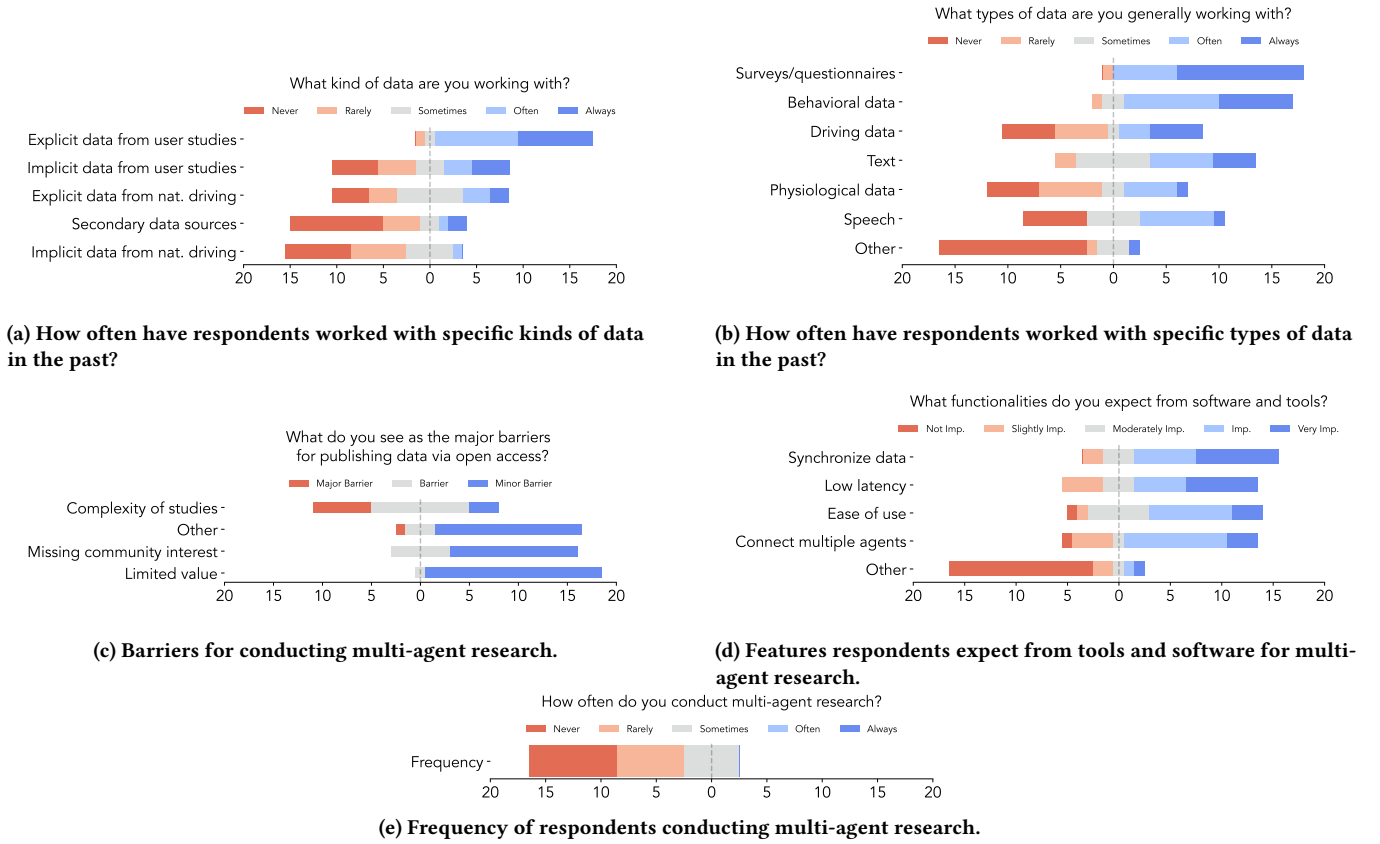 What kind of data are you working with?
Never Rarely Sometimes Often Always
Explicit data from user studies
Implicit data from user studies
Explicit data from nat. driving
Secondary data sources
Implicit data from nat. driving
20 15 10 5 0 5 10 15 20
(a) How often have respondents worked with specific kinds of data
in the past?
What types of data are you generally working with?
Never Rarely Sometimes Often Always
Surveys/questionnaires
Behavioral data
Driving data
Text
Physiological data
Speech
Other
20 15 10 5 0 5 10 15 20
(b) How often have respondents worked with specific types of data
in the past?
What do you see as the major barriers
for publishing data via open access?
Major Barrier Barrier Minor Barrier
Complexity of studies
Other
Missing community interest
Limited value
20 15 10 5 0 5 10 15 20
(c) Barriers for conducting multi-agent research.
What functionalities do you expect from software and tools?
Not Imp. Slightly Imp. Moderately Imp. Imp. Very Imp.
Synchronize data
Low latency
Ease of use
Connect multiple agents
Other
20 15 10 5 0 5 10 15 20
(d) Features respondents expect from tools and software for multi-
agent research.
How often do you conduct multi-agent research?
Never Rarely Sometimes Often Always
Frequency
20 15 10 5 0 5 10 15 20
(e) Frequency of respondents conducting multi-agent research.